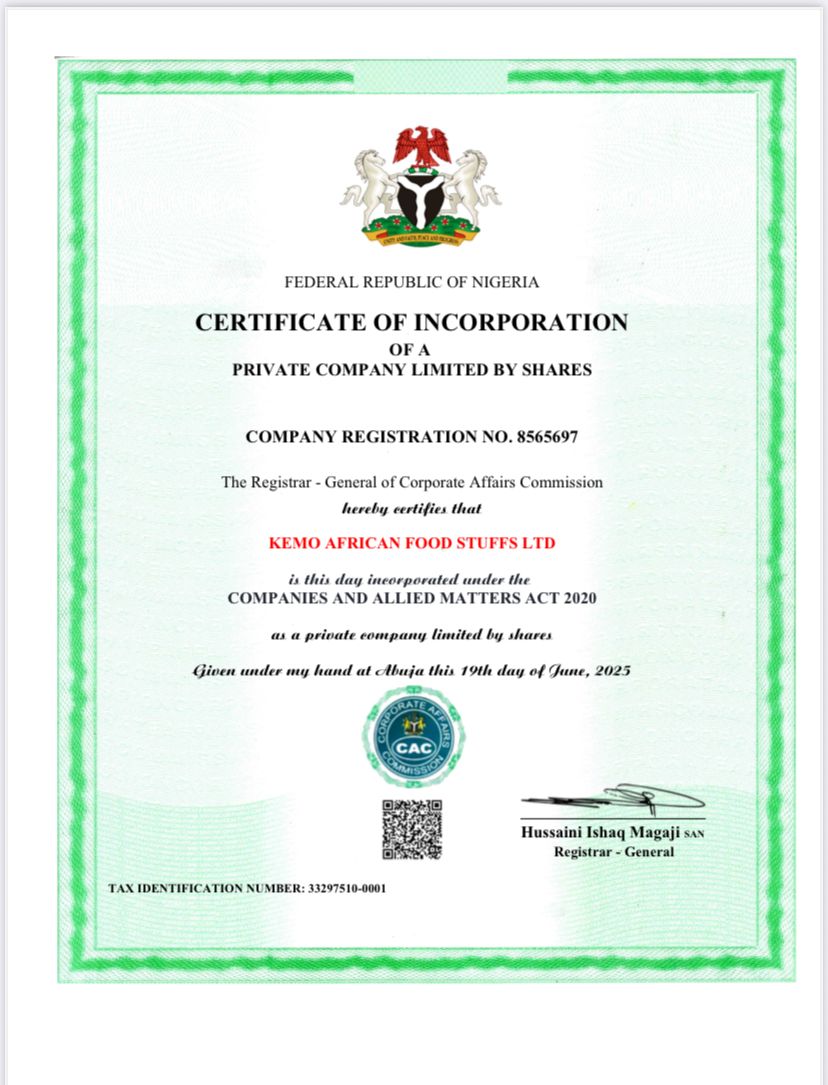 UNITY AND FAITH, PEACE AND PROGRESS
FEDERAL REPUBLIC OF NIGERIA
CERTIFICATE OF INCORPORATION
OF A
PRIVATE COMPANY LIMITED BY SHARES
COMPANY REGISTRATION NO. 8565697
The Registrar - General of Corporate Affairs Commission
hereby certifies that
KEMO AFRICAN FOOD STUFFS LTD
is this day incorporated under the
COMPANIES AND ALLIED MATTERS ACT 2020
as a private company limited by shares
Given under my hand at Abuja this 19th day of June, 2025
CORPORATE AFFAIRS
CAC
COMMISSION
Hussaini Ishaq Magaji SAN
Registrar - General
TAX IDENTIFICATION NUMBER: 33297510-0001